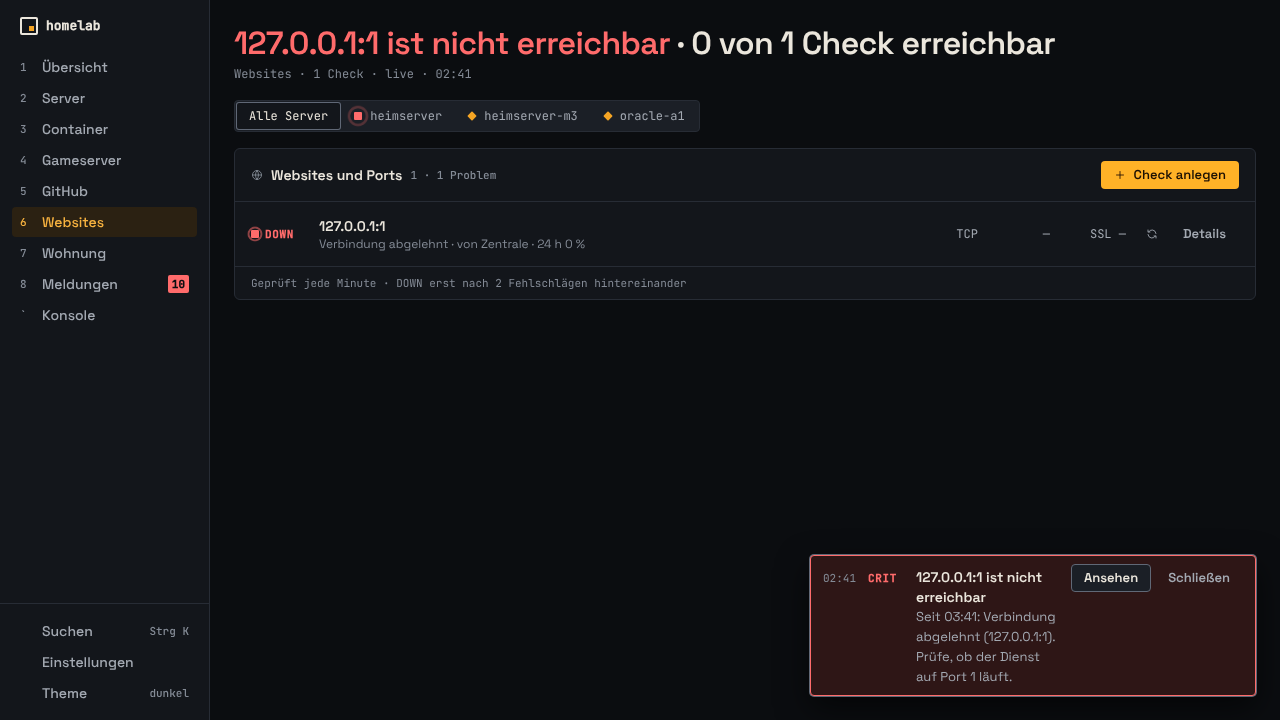 homelab
1 Übersicht
2 Server
3 Container
4 Gameserver
5 GitHub
6 Websites
7 Wohnung
8 Meldungen 10
` Konsole
Suchen Strg K
Einstellungen
Theme dunkel
127.0.0.1:1 ist nicht erreichbar · 0 von 1 Check erreichbar
Websites · 1 Check · live · 02:41
Alle Server heimserver heimserver-m3 oracle-a1
Websites und Ports 1 · 1 Problem + Check anlegen
DOWN 127.0.0.1:1 TCP — SSL — Details
Verbindung abgelehnt · von Zentrale · 24 h 0 %
Geprüft jede Minute · DOWN erst nach 2 Fehlschlägen hintereinander
02:41 CRIT 127.0.0.1:1 ist nicht Ansehen Schließen
erreichbar
Seit 03:41: Verbindung
abgelehnt (127.0.0.1:1).
Prüfe, ob der Dienst
auf Port 1 läuft.